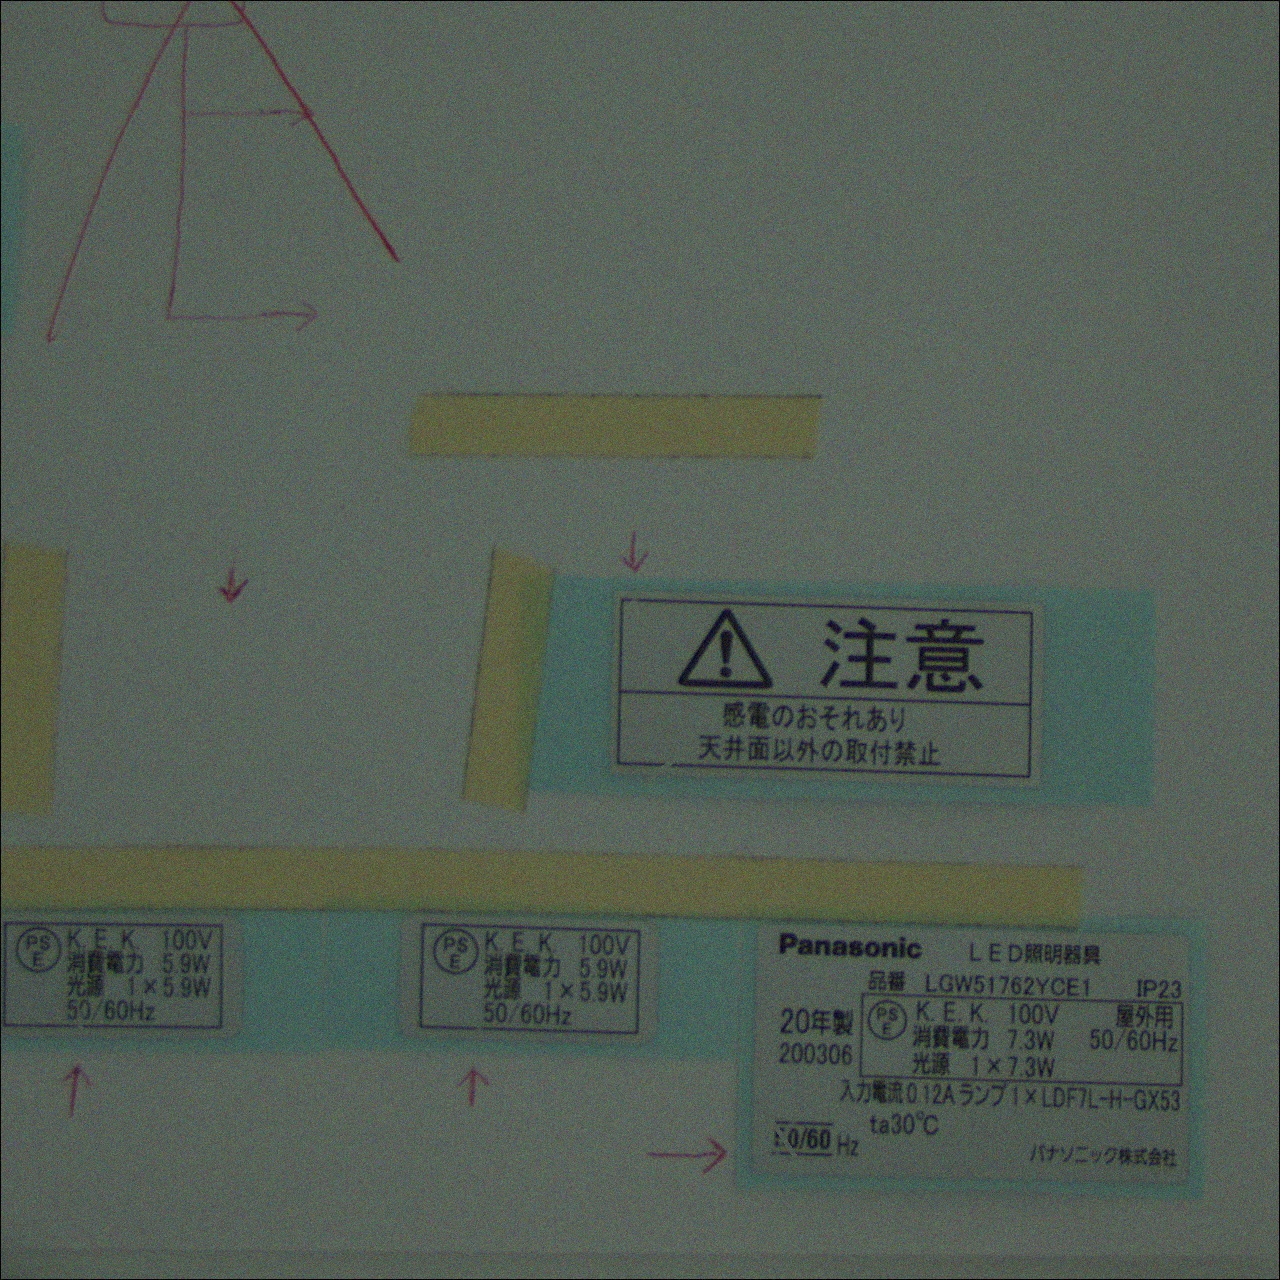 注意
感電のおそれあり
天井面以外の取付禁止
PS E K. E. K. 100V
消費電力 5.9W
光源 1×5.9W
50/60Hz
PS E K. E. K. 100V
消費電力 5.9W
光源 1×5.9W
50/60Hz
Panasonic LED照明器具
品番 LGW51762YCE1 IP23
20年製
200306
PS E K. E. K. 100V 屋外用
消費電力 7.3W 50/60Hz
光源 1×7.3W
入力電流0.12A ランプ1×LDF7L-H-GX53
ta30℃
50/60 Hz
パナソニック株式会社